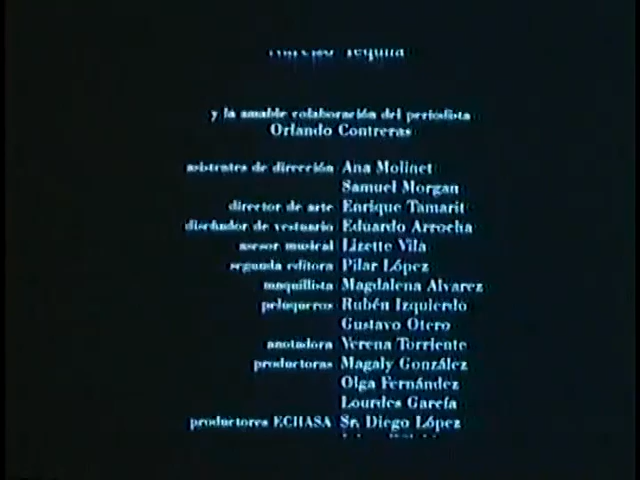 y la amable colaboración del periodista
Orlando Contreras
asistentes de dirección Ana Molinet
Samuel Morgan
director de arte Enrique Tamarit
diseñador de vestuario Eduardo Arrocha
asesor musical Lizette Vila
segunda editora Pilar López
maquillista Magdalena Alvarez
peluqueros Rubén Izquierdo
Gustavo Otero
anotadora Verena Torriente
productoras Magaly González
Olga Fernández
Lourdes García
productores ECHASA Sr. Diego López